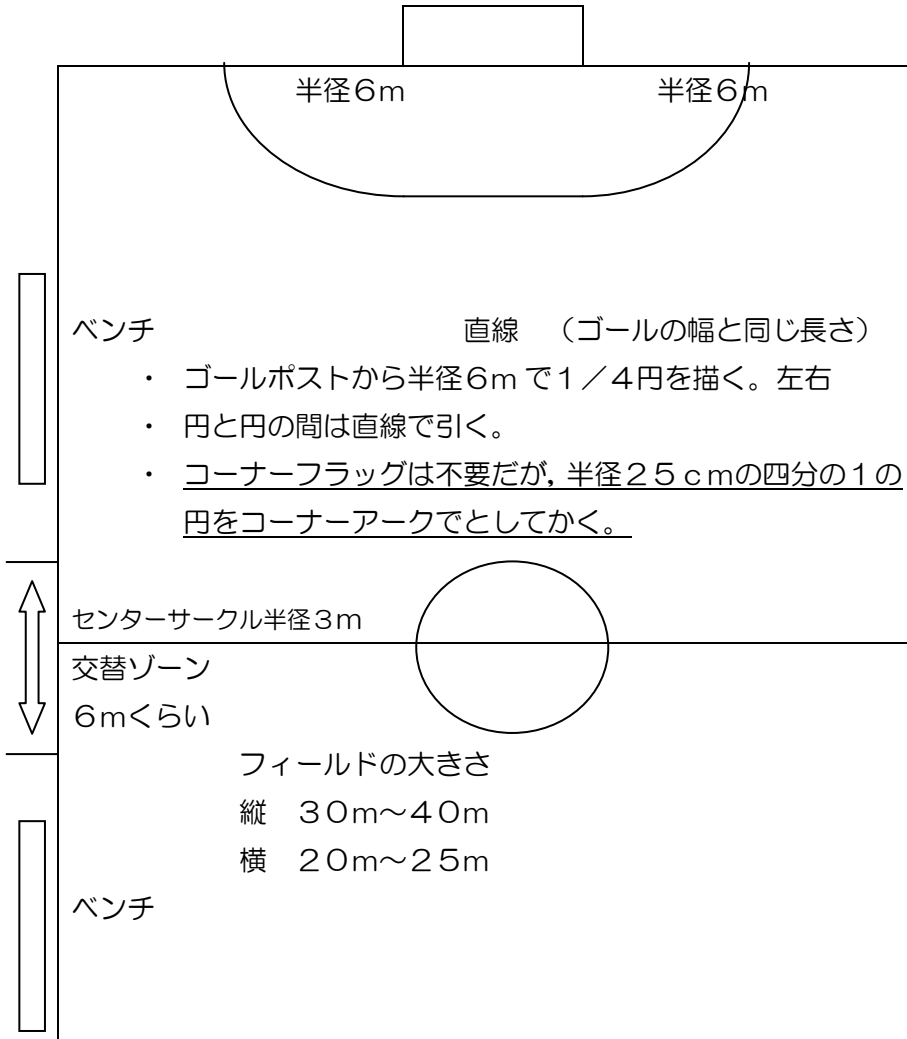 半径6m 半径6m
ベンチ 直線 (ゴールの幅と同じ長さ)
・ ゴールポストから半径6mで1/4円を描く。左右
・ 円と円の間は直線で引く。
・ コーナーフラッグは不要だが,半径25cmの四分の1の
円をコーナーアークでとしてかく。
センターサークル半径3m
交替ゾーン
6mくらい
フィールドの大きさ
縦 30m～40m
横 20m～25m
ベンチ